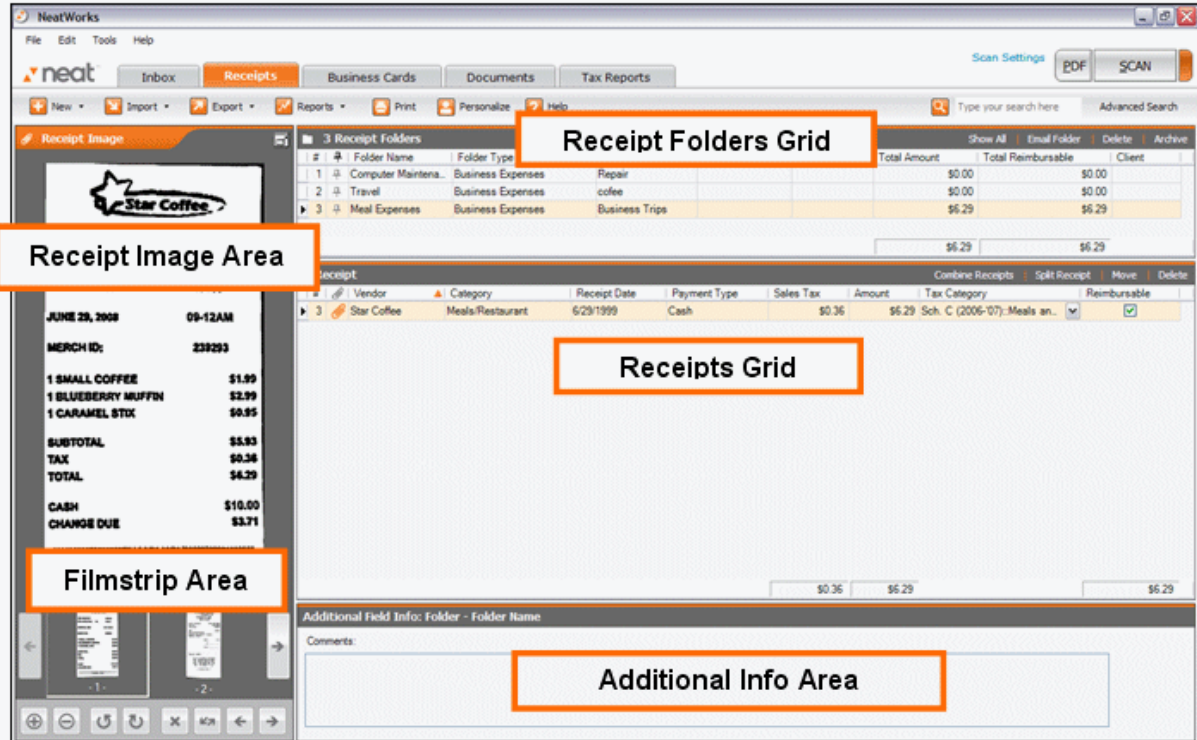 NeatWorks
File Edit Tools Help
neat Inbox Receipts Business Cards Documents Tax Reports Scan Settings PDF SCAN
New Import Export Reports Print Personalize Help Type your search here Advanced Search
Receipt Image
3 Receipt Folders Show All Email Folder Delete Archive
Receipt Folders Grid
# Folder Name Folder Type Total Amount Total Reimbursable Client
1 Computer Maintena... Business Expenses Repair $0.00 $0.00
2 Travel Business Expenses cofee $0.00 $0.00
3 Meal Expenses Business Expenses Business Trips $6.29 $6.29
$6.29 $6.29
Star Coffee
Receipt Image Area
Receipt Combine Receipts Split Receipt Move Delete
# Vendor Category Receipt Date Payment Type Sales Tax Amount Tax Category Reimbursable
3 Star Coffee Meals/Restaurant 6/29/1999 Cash $0.36 $6.29 Sch. C (2006-'07)::Meals an...
Receipts Grid
$0.36 $6.29 $6.29
JUNE 29, 2008 09-12AM
MERCH ID: 239293
1 SMALL COFFEE $1.99
1 BLUEBERRY MUFFIN $2.99
1 CARAMEL STIX $0.95
SUBTOTAL $5.93
TAX $0.36
TOTAL $6.29
CASH $10.00
CHANGE DUE $3.71
Filmstrip Area
-1- -2-
Additional Field Info: Folder - Folder Name
Comments:
Additional Info Area